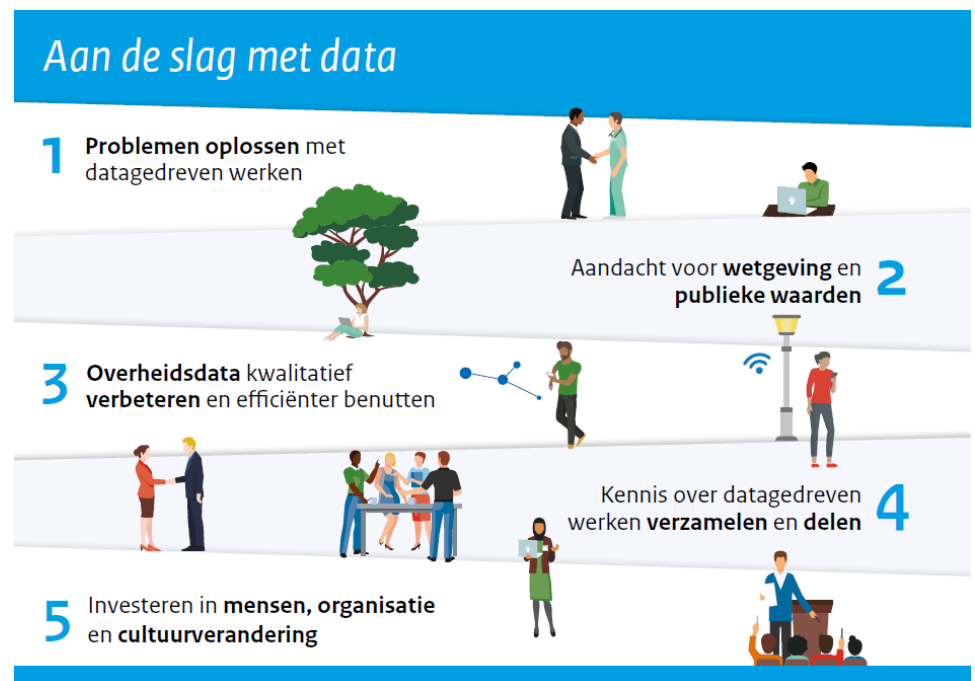 Aan de slag met data
1
Problemen oplossen met
datagedreven werken
Aandacht voor wetgeving en
publieke waarden
2
3
Overheidsdata kwalitatief
verbeteren en efficiënter benutten
Kennis over datagedreven
werken verzamelen en delen
4
5
Investeren in mensen, organisatie
en cultuurverandering